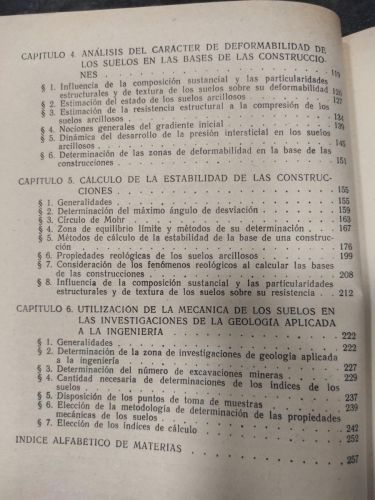 CAPITULO 4. ANÁLISIS DEL CARACTER DE DEFORMABILIDAD DE
LOS SUELOS EN LAS BASES DE LAS CONSTRUCCIO-
NES . . . . . . . . . . . . . . . . . . . 119
§ 1. Influencia de la composición sustancial y las particularidades
estructurales y de textura de los suelos sobre su deformabilidad 120
§ 2. Estimación del estado de los suelos arcillosos . . . . . 127
§ 3. Estimación de la resistencia estructural a la compresión de los
suelos arcillosos . . . . . . . . . . . . . . . . 134
§ 4. Nociones generales del gradiente inicial . . . . . . . 139
§ 5. Dinámica del desarrollo de la presión intersticial en los suelos
arcillosos . . . . . . . . . . . . . . . . . . . 145
§ 6. Determinación de las zonas de deformabilidad en la base de las
construcciones . . . . . . . . . . . . . . . . . 151
CAPITULO 5. CALCULO DE LA ESTABILIDAD DE LAS CONSTRUC-
CIONES . . . . . . . . . . . . . . . . . . 155
§ 1. Generalidades . . . . . . . . . . . . . . . . . 155
§ 2. Determinación del máximo ángulo de desviación . . . . 159
§ 3. Círculo de Mohr . . . . . . . . . . . . . . . . 163
§ 4. Zona de equilibrio límite y métodos de su determinación . . 167
§ 5. Métodos de cálculo de la estabilidad de la base de una construc-
ción . . . . . . . . . . . . . . . . . . . . . 176
§ 6. Propiedades reológicas de los suelos arcillosos . . . . . 199
§ 7. Consideración de los fenómenos reológicos al calcular las bases
de las construcciones . . . . . . . . . . . . . . 208
§ 8. Influencia de la composición sustancial y las particularidades
estructurales y de textura de los suelos sobre su resistencia . . 212
CAPITULO 6. UTILIZACIÓN DE LA MECANICA DE LOS SUELOS EN
LAS INVESTIGACIONES DE LA GEOLOGÍA APLICADA
A LA INGENIERÍA . . . . . . . . . . . . . . 222
§ 1. Generalidades . . . . . . . . . . . . . . . . . 222
§ 2. Determinación de la zona de investigaciones de geología aplicada
a la ingeniería . . . . . . . . . . . . . . . . . 227
§ 3. Determinación del número de excavaciones mineras . . . 229
§ 4. Cantidad necesaria de determinaciones de los índices de los
suelos . . . . . . . . . . . . . . . . . . . . 237
§ 5. Disposición de los puntos de toma de muestras . . . . . 239
§ 6. Elección de la metodología de determinación de las propiedades
mecánicas de los suelos . . . . . . . . . . . . . 242
§ 7. Elección de los índices de cálculo . . . . . . . . . 252
INDICE ALFABÉTICO DE MATERIAS . . . . . . . . . . 257